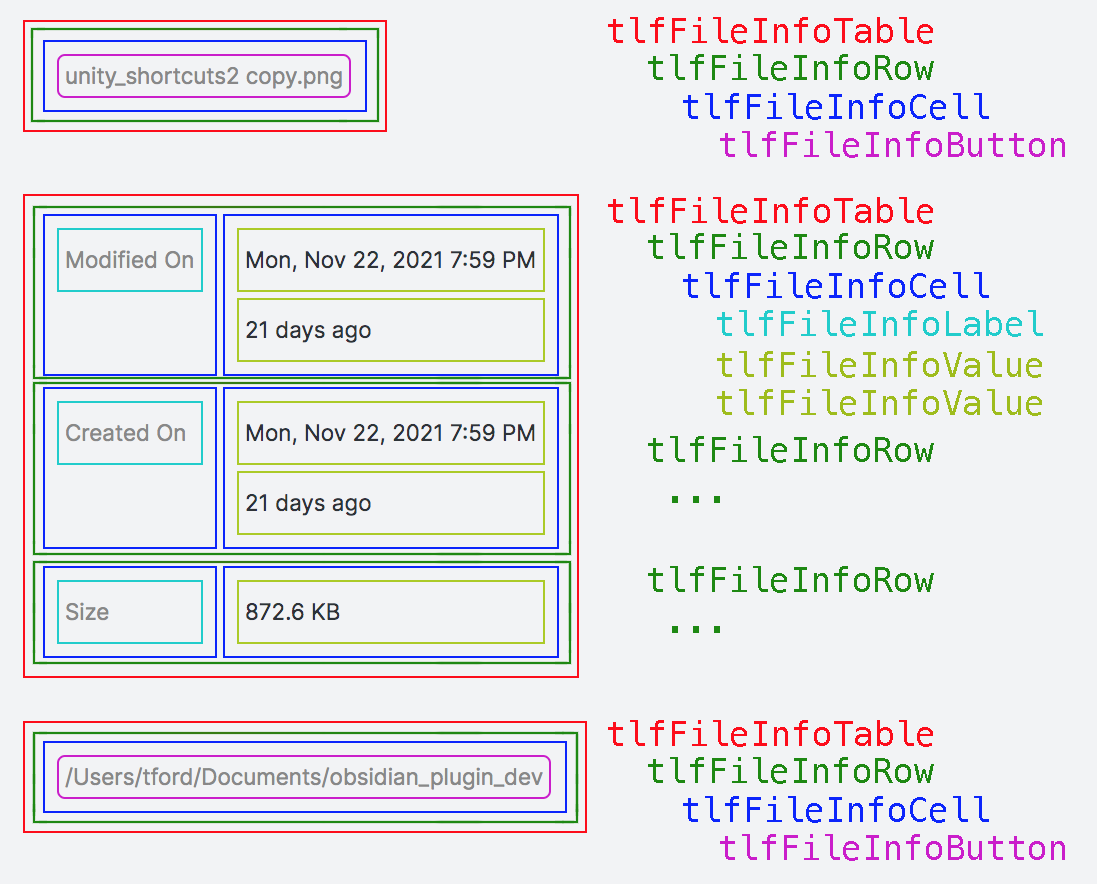 unity_shortcuts2 copy.png
tlfFileInfoTable
tlfFileInfoRow
tlfFileInfoCell
tlfFileInfoButton
Modified On
Mon, Nov 22, 2021 7:59 PM
21 days ago
Created On
Mon, Nov 22, 2021 7:59 PM
21 days ago
Size
872.6 KB
tlfFileInfoTable
tlfFileInfoRow
tlfFileInfoCell
tlfFileInfoLabel
tlfFileInfoValue
tlfFileInfoValue
tlfFileInfoRow
...
tlfFileInfoRow
...
/Users/tford/Documents/obsidian_plugin_dev
tlfFileInfoTable
tlfFileInfoRow
tlfFileInfoCell
tlfFileInfoButton